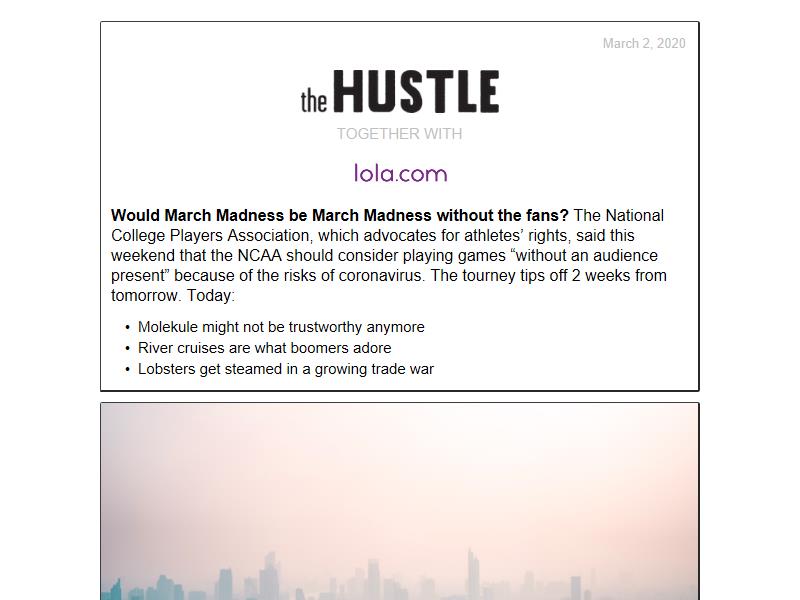 March 2, 2020
the HUSTLE
TOGETHER WITH
lola.com
Would March Madness be March Madness without the fans? The National
College Players Association, which advocates for athletes’ rights, said this
weekend that the NCAA should consider playing games “without an audience
present” because of the risks of coronavirus. The tourney tips off 2 weeks from
tomorrow. Today:
• Molekule might not be trustworthy anymore
• River cruises are what boomers adore
• Lobsters get steamed in a growing trade war